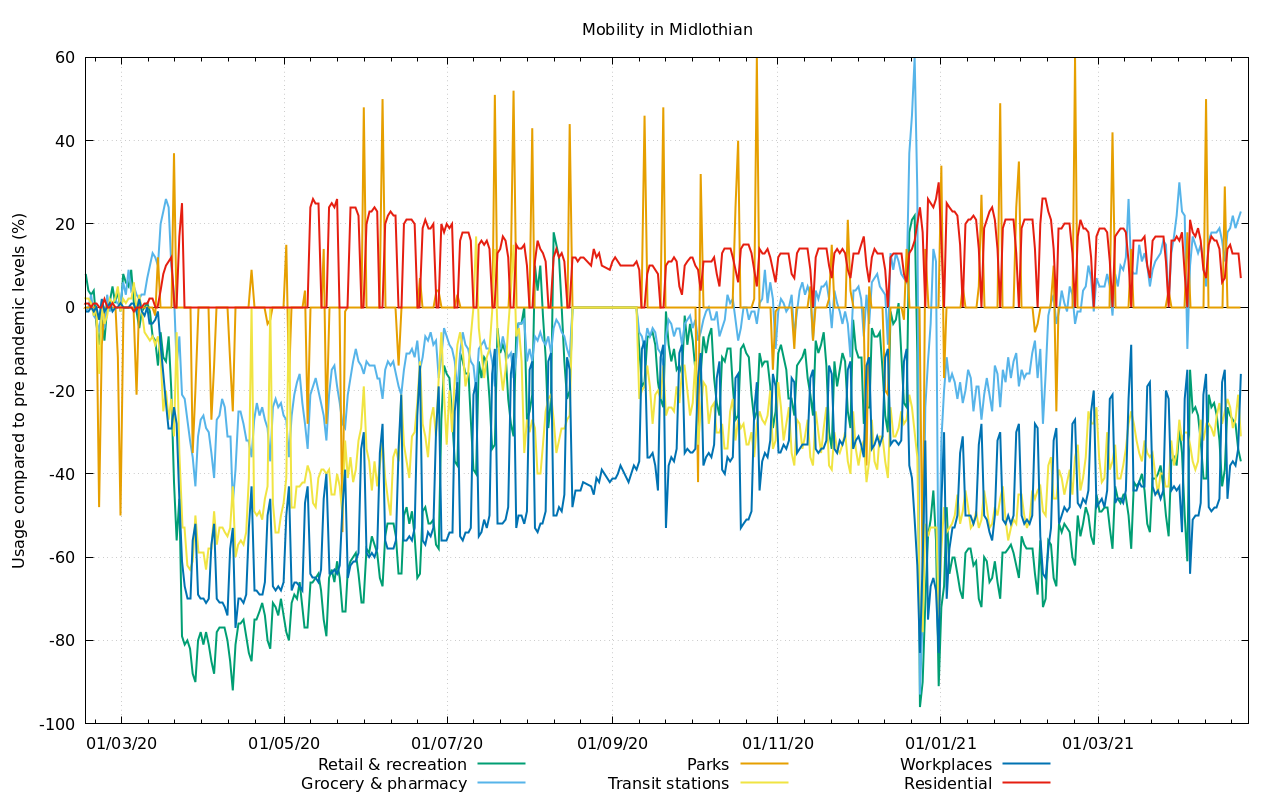 Mobility in Midlothian
Usage compared to pre pandemic levels (%)
60
40
20
0
-20
-40
-60
-80
-100
01/03/20 01/05/20 01/07/20 01/09/20 01/11/20 01/01/21 01/03/21
Retail & recreation Parks Workplaces
Grocery & pharmacy Transit stations Residential